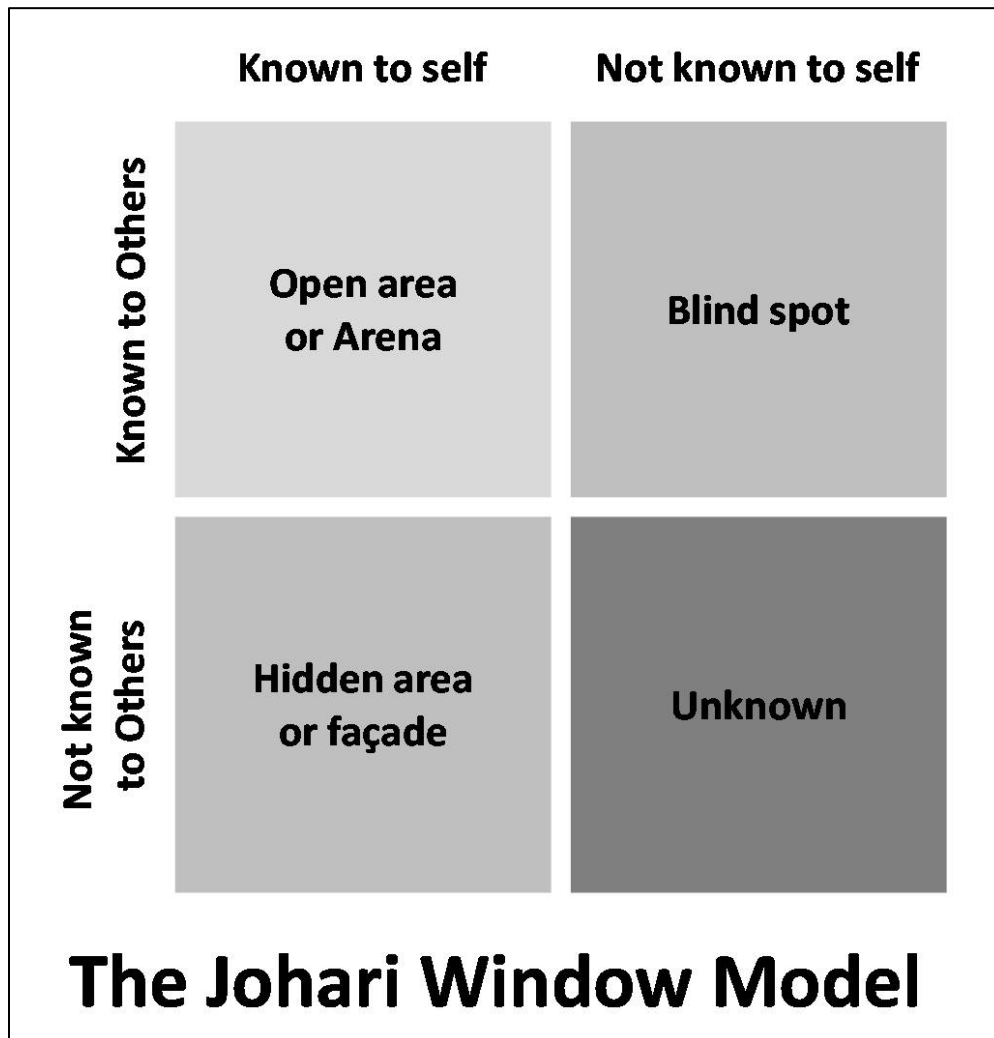 Known to self
Not known to self
Known to Others
Open area
or Arena
Blind spot
Not known
to Others
Hidden area
or façade
Unknown
The Johari Window Model